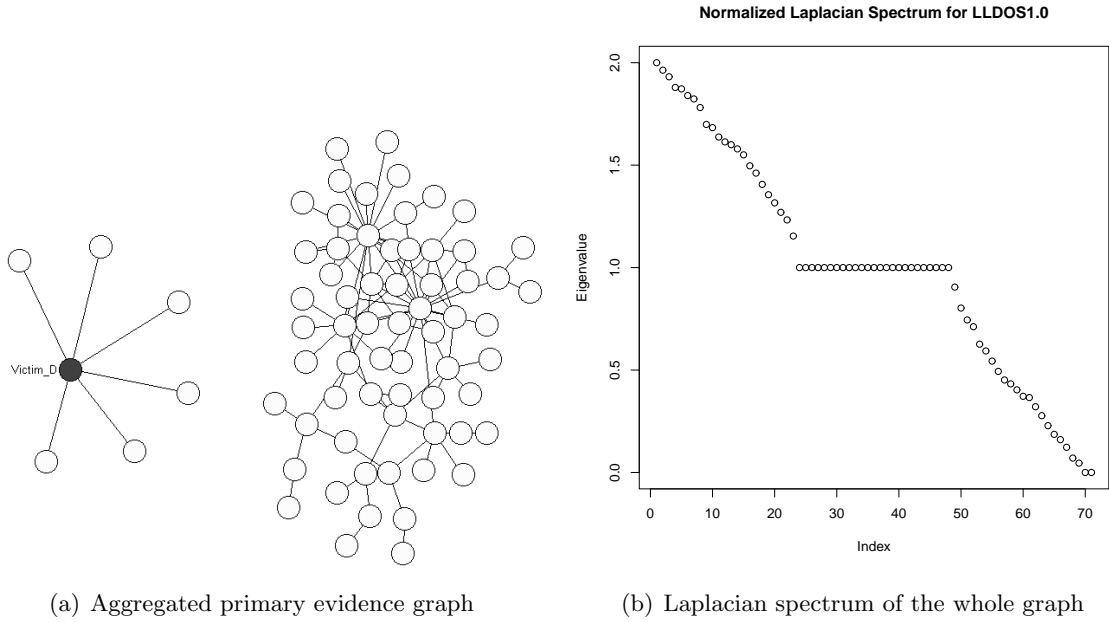 Normalized Laplacian Spectrum for LLDOS1.0
Victim_D
Eigenvalue
2.0
1.5
1.0
0.5
0.0
0 10 20 30 40 50 60 70
Index
(a) Aggregated primary evidence graph
(b) Laplacian spectrum of the whole graph